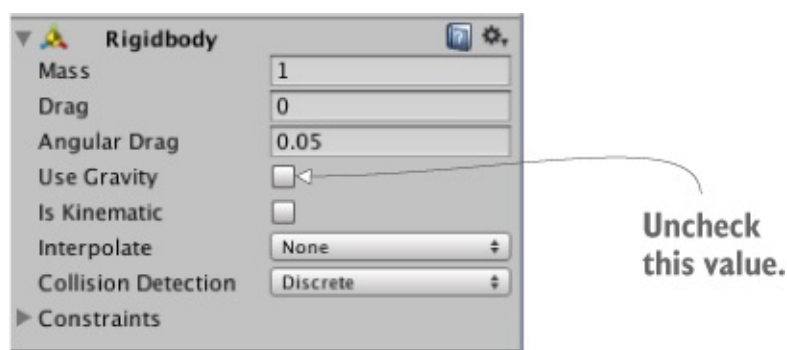 Rigidbody
Mass 1
Drag 0
Angular Drag 0.05
Use Gravity
Is Kinematic
Interpolate None
Collision Detection Discrete
Constraints
Uncheck
this value.